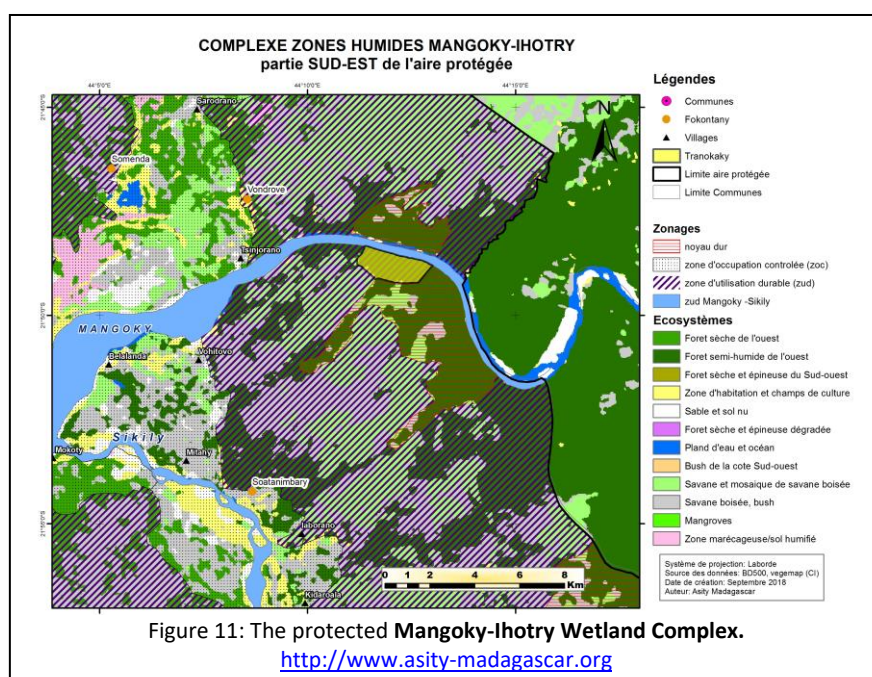 COMPLEXE ZONES HUMIDES MANGOKY-IHOTRY
partie SUD-EST de l'aire protégée
44°5'0"E
44°10'0"E
44°15'0"E
Sarodrano
Somenda
Vondrove
Tsinjorano
MANGOKY
Belalanda
Vohitovo
Sikily
Mokoty
Mitany
Soatanimbary
Kidaroala
N
0 1 2 4 6 8
Km
Légendes
Communes
Fokontany
Villages
Tranokaky
Limite aire protégée
Limite Communes
Zonages
noyau dur
zone d'occupation controlée (zoc)
zone d'utilisation durable (zud)
zud Mangoky -Sikily
Ecosystèmes
Foret sèche de l'ouest
Foret semi-humide de l'ouest
Foret sèche et épineuse du Sud-ouest
Zone d'habitation et champs de culture
Sable et sol nu
Foret sèche et épineuse dégradée
Pland d'eau et océan
Bush de la cote Sud-ouest
Savane et mosaique de savane boisée
Savane boisée, bush
Mangroves
Zone marécageuse/sol humifié
Système de projection: Laborde
Source des données: BD500, vegemap (CI)
Date de création: Septembre 2018
Auteur: Asity Madagascar
Figure 11: The protected Mangoky-Ihotry Wetland Complex.
http://www.asity-madagascar.org